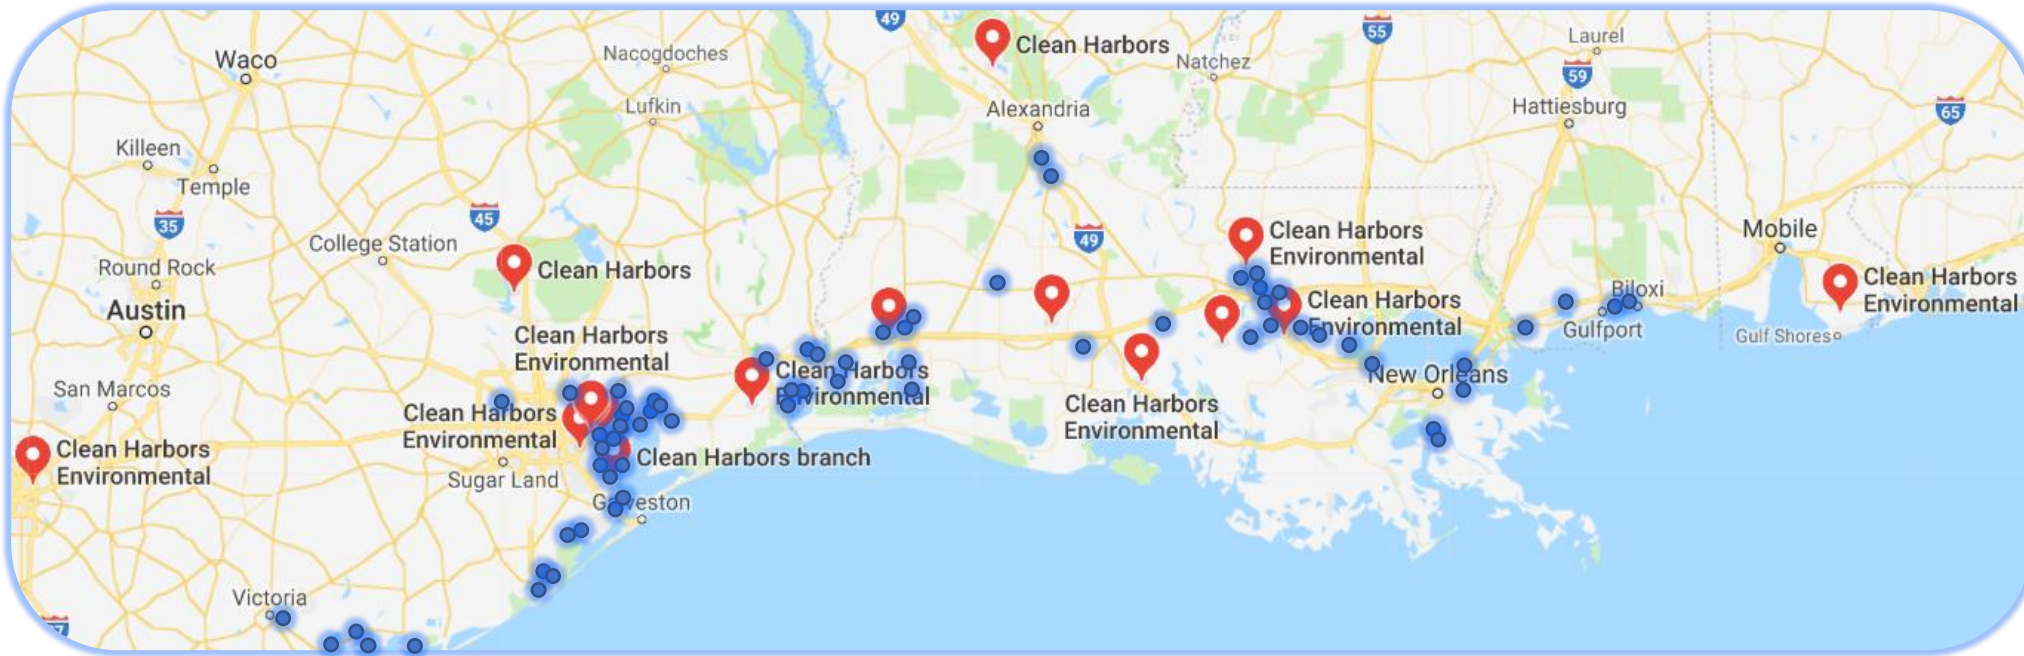 49
55
Laurel
Clean Harbors
Nacogdoches
Natchez
Waco
59
Lufkin
Alexandria
Hattiesburg
65
Killeen
Temple
35
45
College Station
49
Clean Harbors
Environmental
Mobile
Round Rock
Clean Harbors
Austin
Clean Harbors
Environmental
Clean Harbors
Environmental
Biloxi
Gulfport
Gulf Shores
Clean Harbors
Environmental
San Marcos
Clean Harbors
Environmental
New Orleans
Clean Harbors
Environmental
Clean Harbors
Environmental
Clean Harbors
Environmental
Clean Harbors branch
Sugar Land
Galveston
Victoria